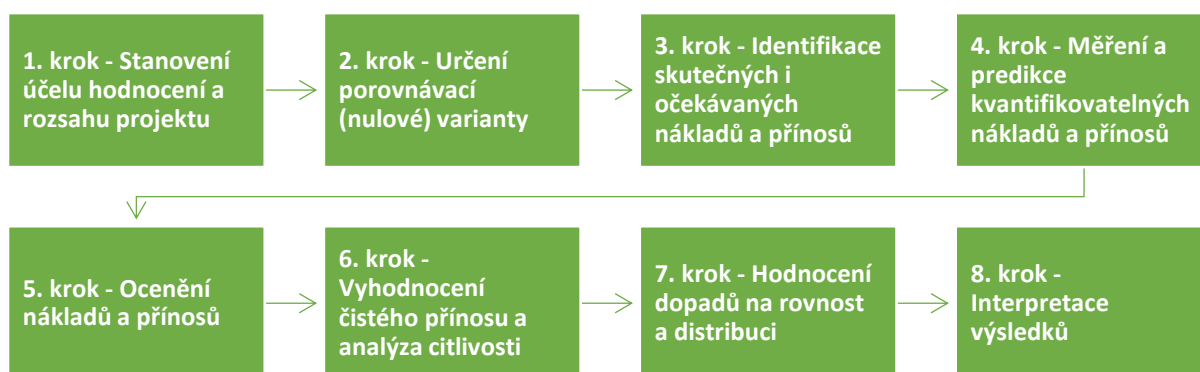 1. krok - Stanovení
účelu hodnocení a
rozsahu projektu
2. krok - Určení
porovnávací
(nulové) varianty
3. krok - Identifikace
skutečných i
očekávaných
nákladů a přínosů
4. krok - Měření a
predikce
kvantifikovatelných
nákladů a přínosů
5. krok - Ocenění
nákladů a přínosů
6. krok -
Vyhodnocení
čistého přínosu a
analýza citlivosti
7. krok - Hodnocení
dopadů na rovnost
a distribuci
8. krok -
Interpretace
výsledků